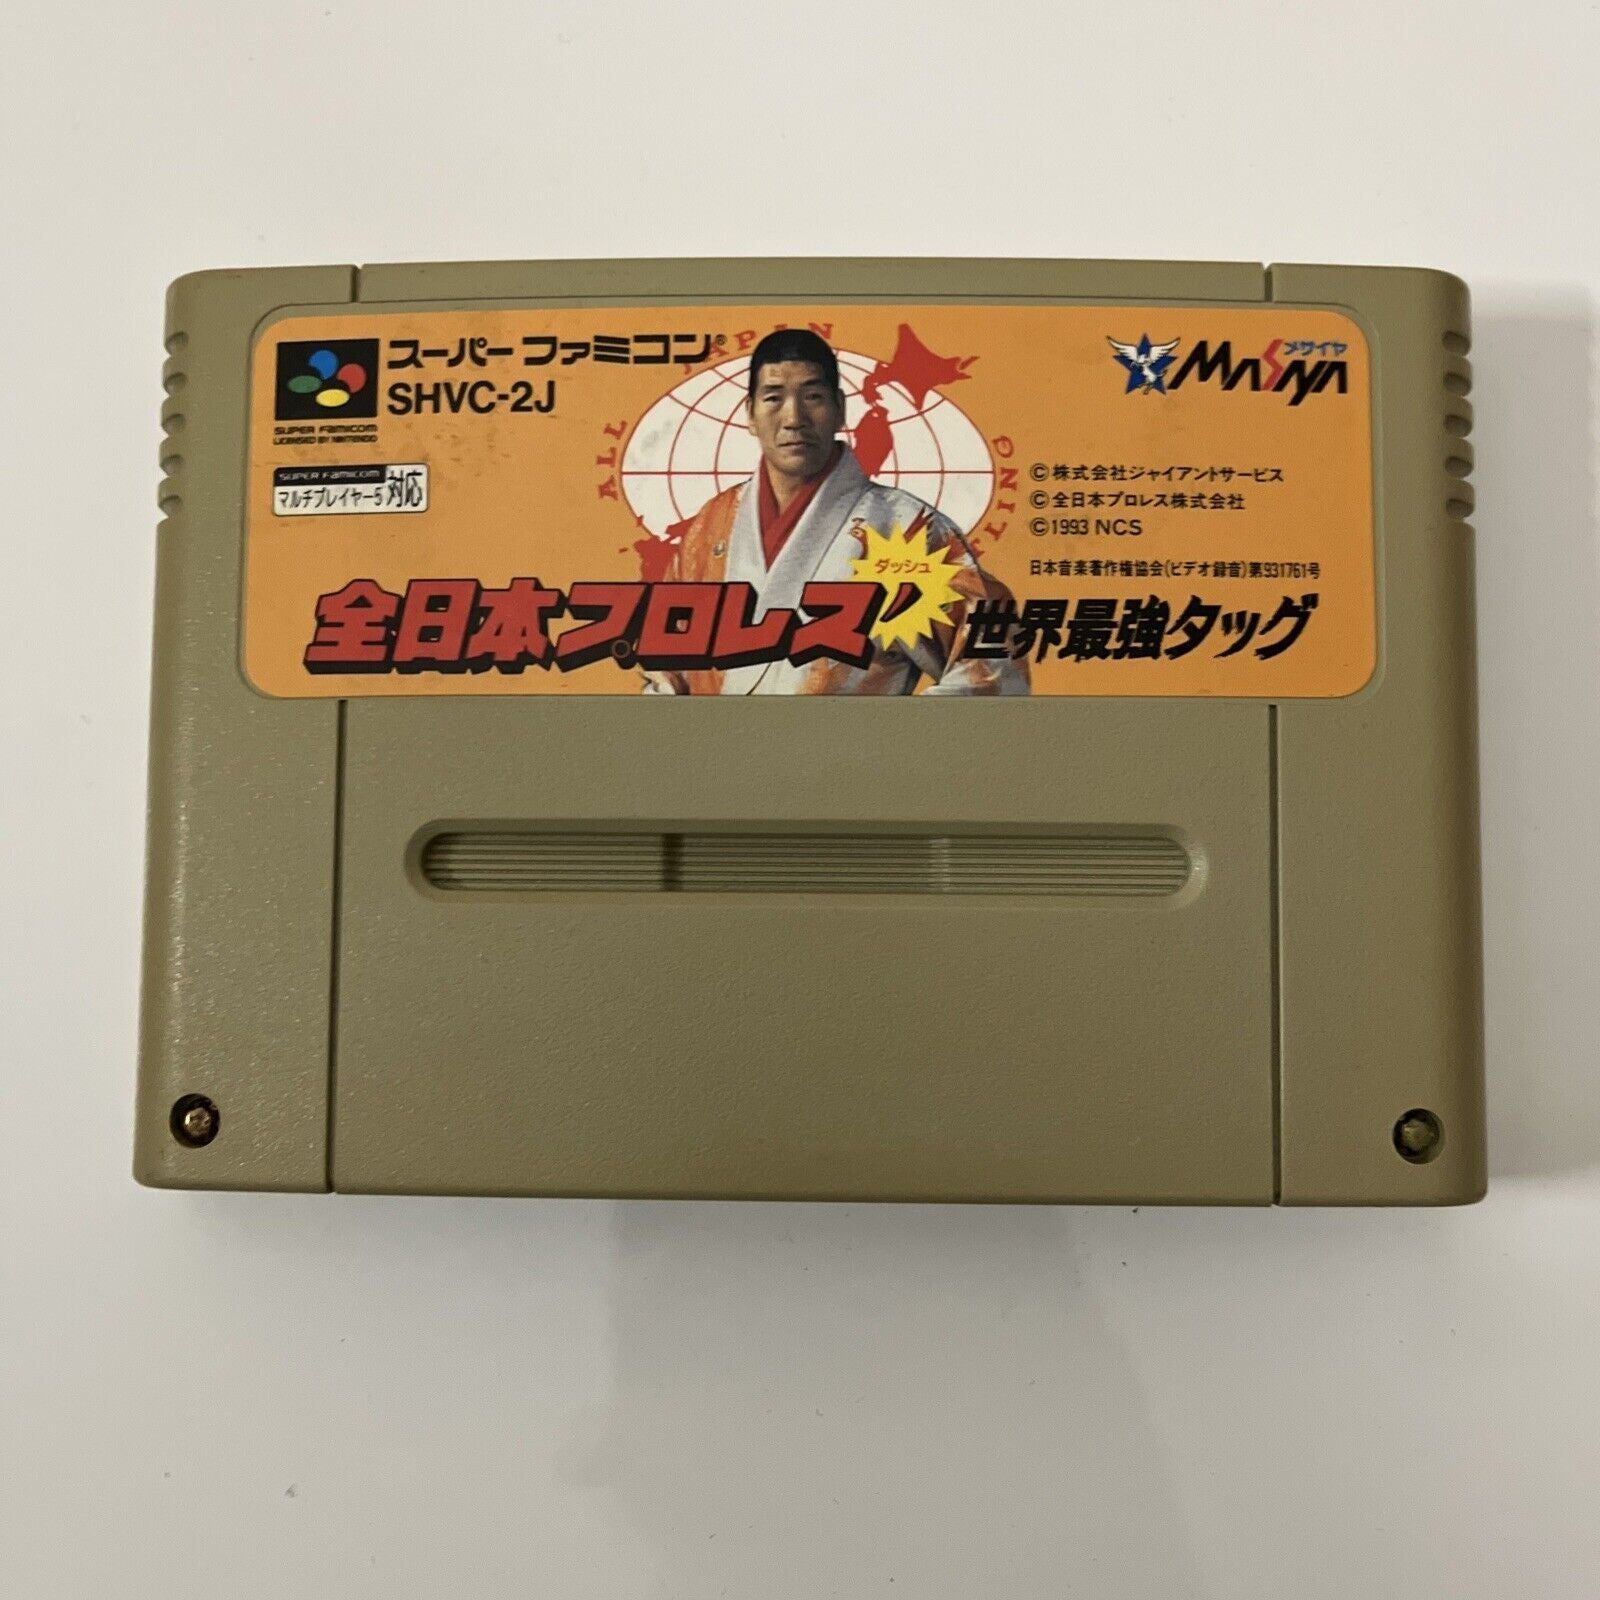 スーパーファミコン®
SHVC-2J
SUPER FAMICOM
LICENSED BY NINTENDO
SUPER FAMICOM
マルチプレイヤー5対応
ALL JAPAN
メサイヤ
MASAYA
©株式会社ジャイアントサービス
©全日本プロレス株式会社
©1993 NCS
日本音楽著作権協会(ビデオ録音)第931761号
ダッシュ
全日本プロレス' 世界最強タッグ